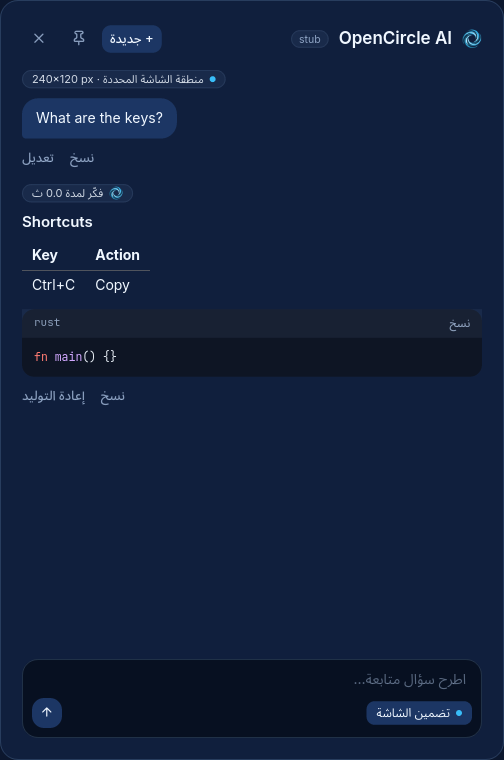 OpenCircle AI stub + جديدة
منطقة الشاشة المحددة · 240×120 px
What are the keys?
نسخ تعديل
فكّر لمدة 0.0 ث
Shortcuts
Key Action
Ctrl+C Copy
rust نسخ
fn main() {}
نسخ إعادة التوليد
اطرح سؤال متابعة...
تضمين الشاشة